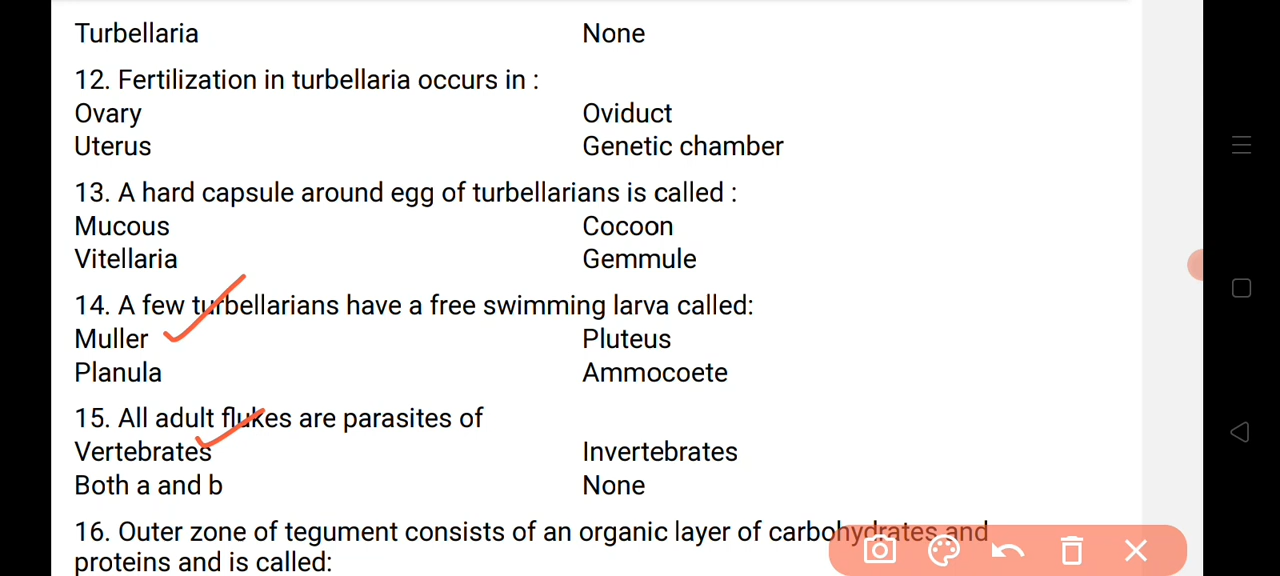 Turbellaria None
12. Fertilization in turbellaria occurs in :
Ovary Oviduct
Uterus Genetic chamber
13. A hard capsule around egg of turbellarians is called :
Mucous Cocoon
Vitellaria Gemmule
14. A few turbellarians have a free swimming larva called:
Muller Pluteus
Planula Ammocoete
15. All adult flukes are parasites of
Vertebrates Invertebrates
Both a and b None
16. Outer zone of tegument consists of an organic layer of carbohydrates and
proteins and is called: